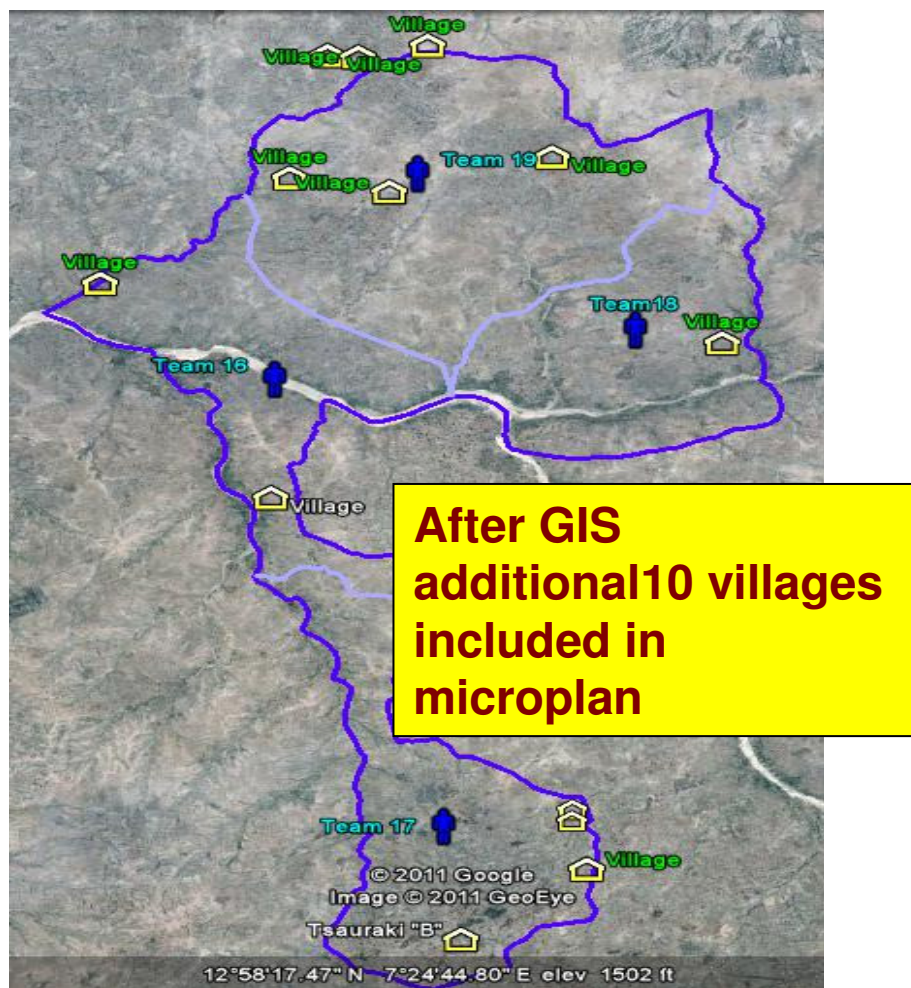 Village
Village
Village
Village
Team 19
Village
Village
Village
Team18
Village
Team 16
Village
After GIS
additional10 villages
included in
microplan
Team 17
Village
© 2011 Google
Image © 2011 GeoEye
Tsauraki "B"
12°58'17.47" N 7°24'44.80" E elev 1502 ft